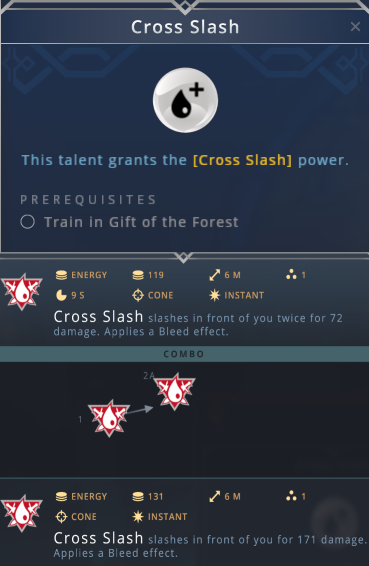 Cross Slash
This talent grants the [Cross Slash] power.
PREREQUISITES
Train in Gift of the Forest
ENERGY 119 6 M 1
9 S CONE INSTANT
Cross Slash slashes in front of you twice for 72
damage. Applies a Bleed effect.
COMBO
2A
1
ENERGY 131 6 M 1
CONE INSTANT
Cross Slash slashes in front of you for 171 damage.
Applies a Bleed effect.